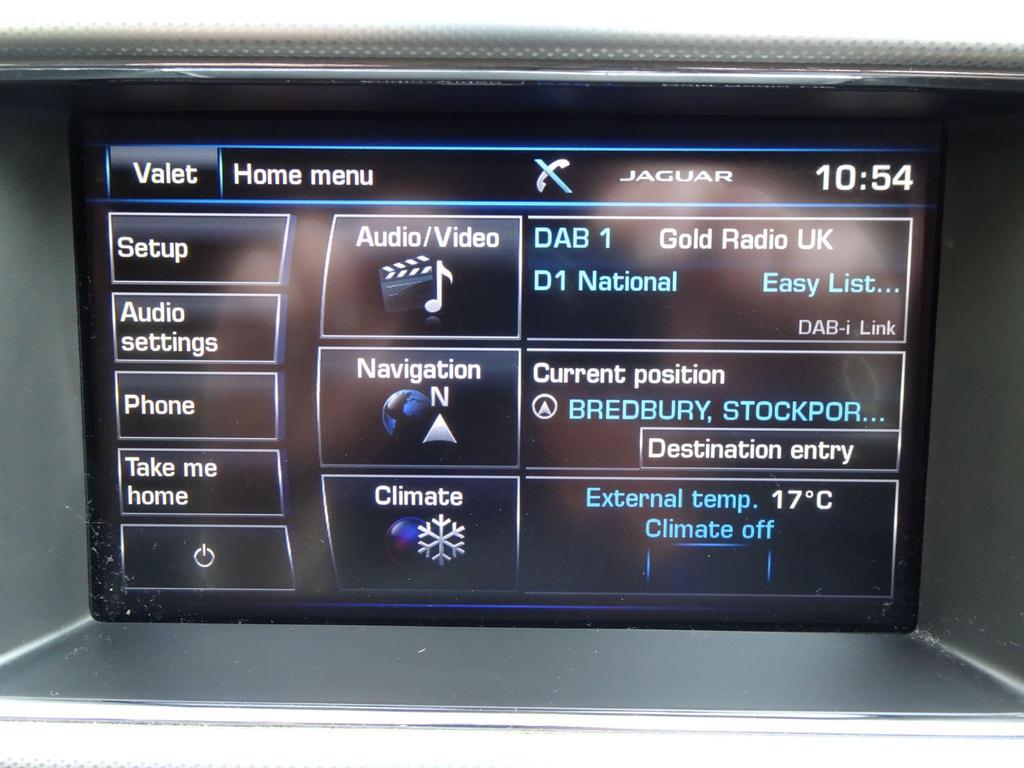 Valet
Home menu
JAGUAR
10:54
Setup
Audio
settings
Phone
Take me
home
Audio/Video
DAB 1 Gold Radio UK
D1 National Easy List...
DAB-i Link
Navigation
N
Current position
BREDBURY, STOCKPOR...
Destination entry
Climate
External temp. 17°C
Climate off